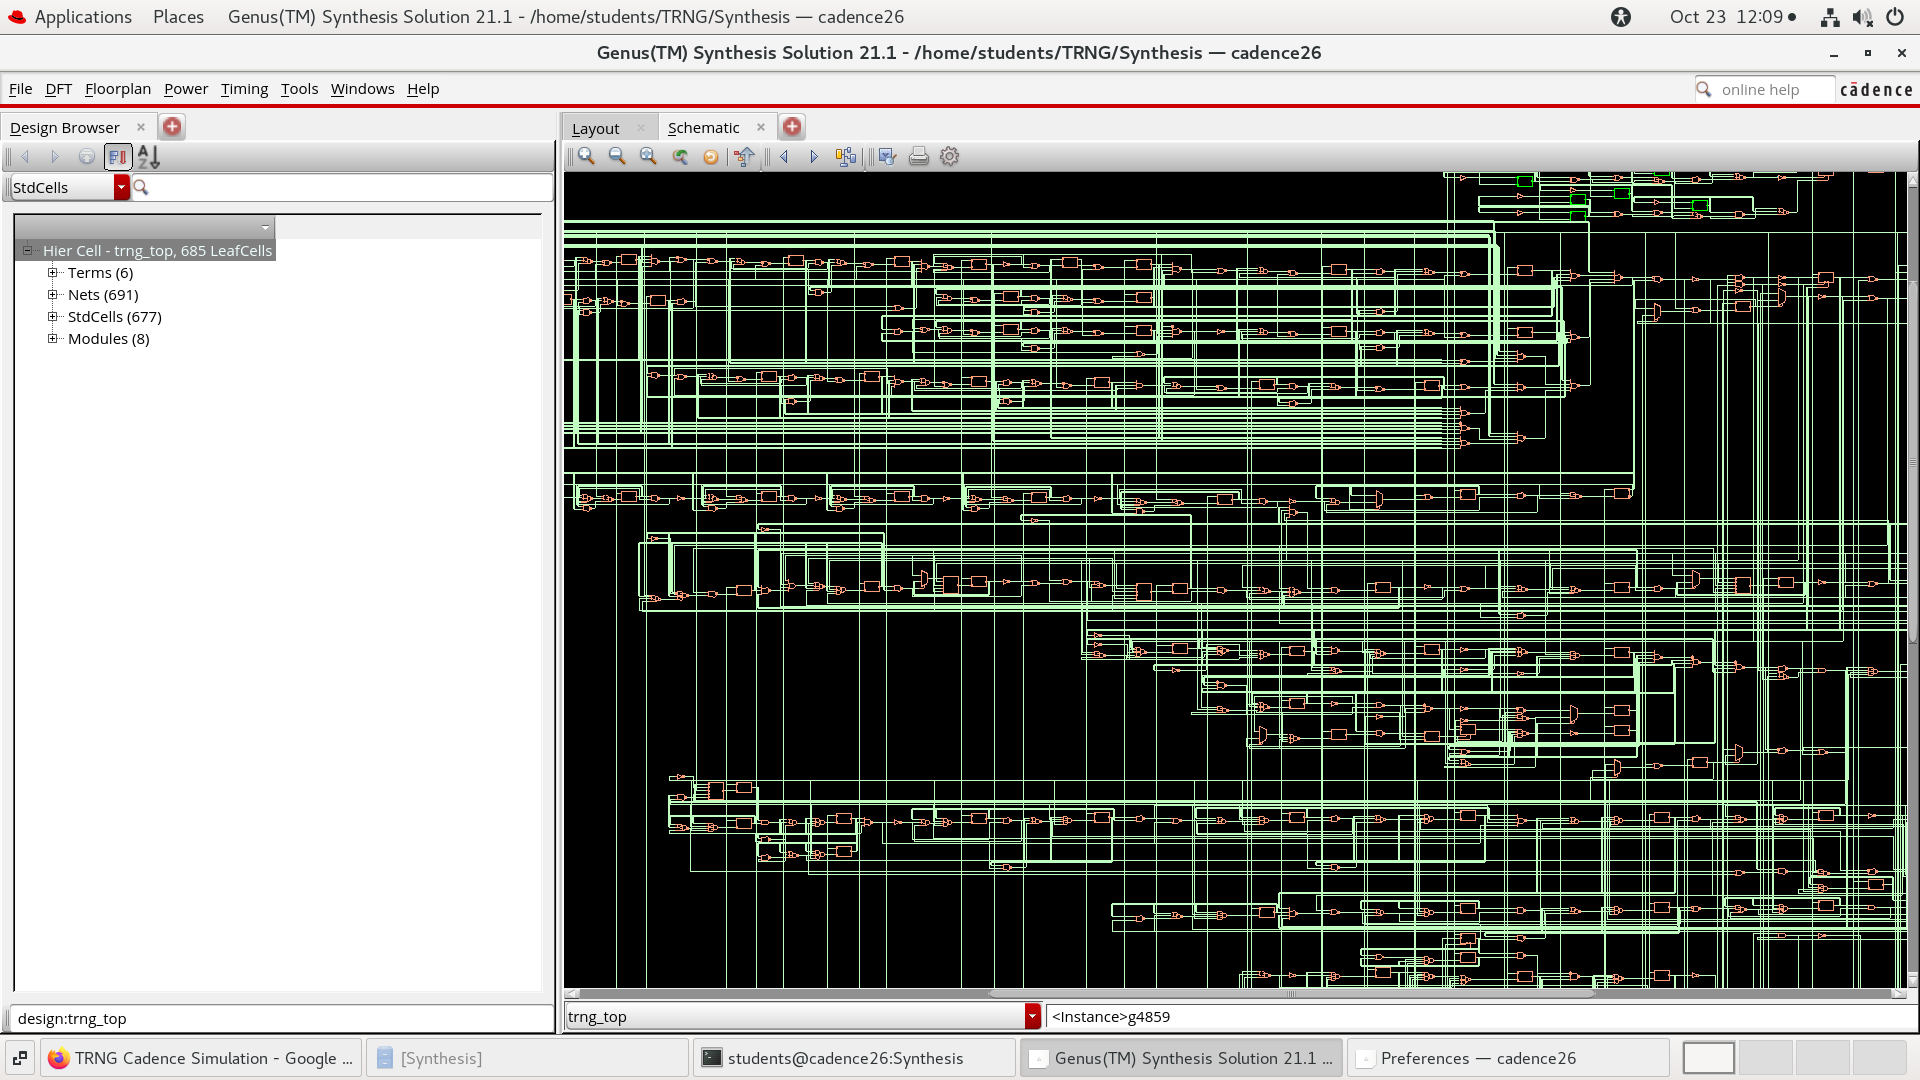 Applications Places Genus(TM) Synthesis Solution 21.1 - /home/students/TRNG/Synthesis — cadence26 Oct 23 12:09
Genus(TM) Synthesis Solution 21.1 - /home/students/TRNG/Synthesis — cadence26
File DFT Floorplan Power Timing Tools Windows Help online help cādence
Design Browser Layout Schematic
StdCells
Hier Cell - trng_top, 685 LeafCells
Terms (6)
Nets (691)
StdCells (677)
Modules (8)
design:trng_top trng_top <Instance>g4859
TRNG Cadence Simulation - Google ... [Synthesis] students@cadence26:Synthesis Genus(TM) Synthesis Solution 21.1 ... Preferences — cadence26